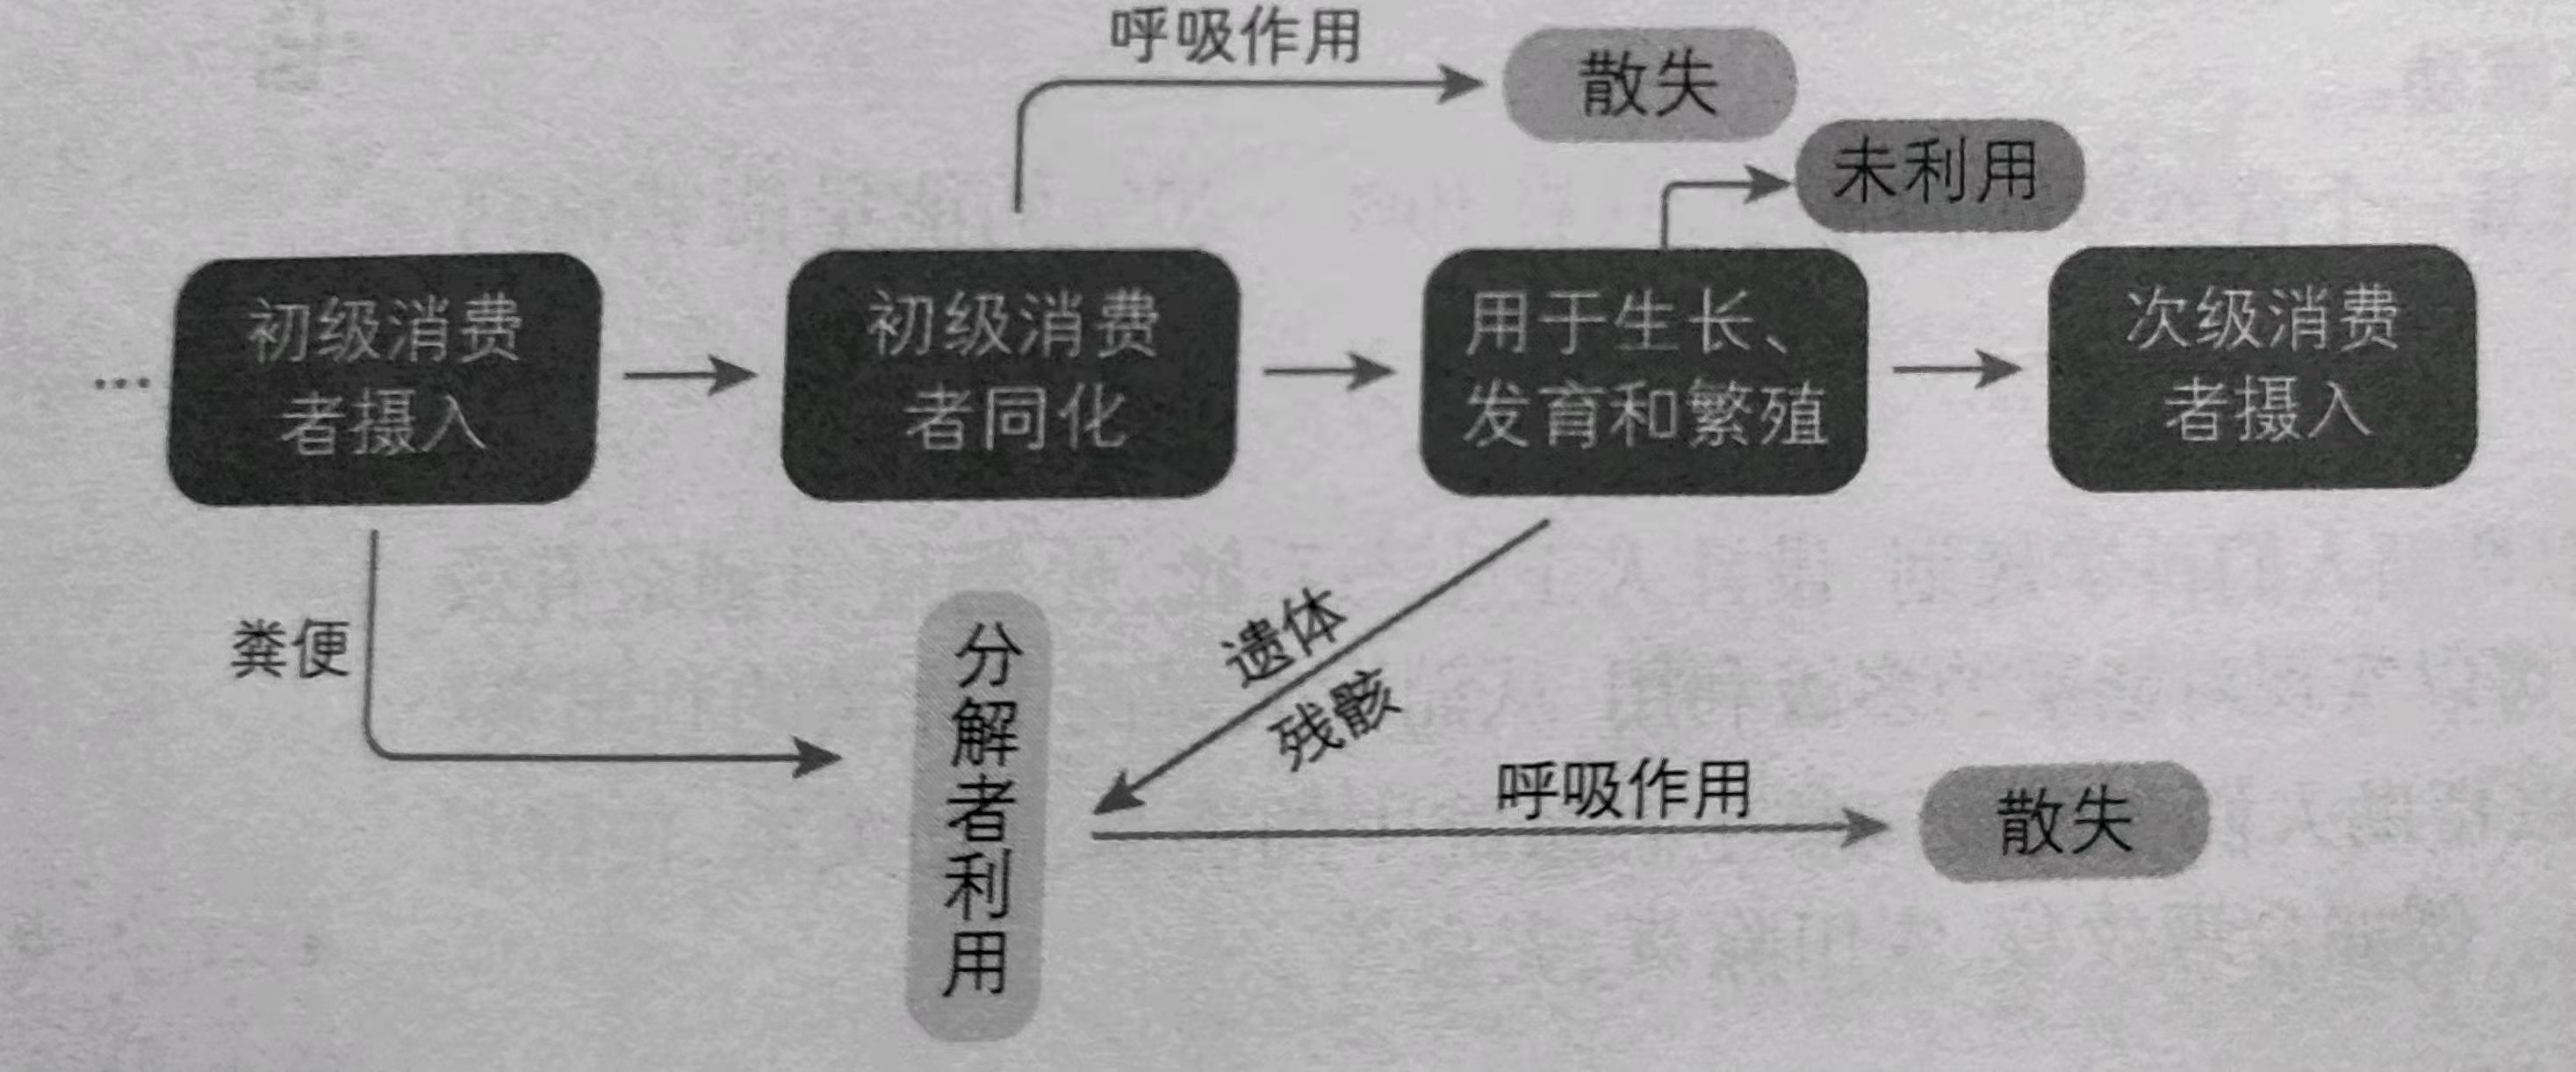 呼吸作用
散失
未利用
…
初级消费
者摄入
初级消费
者同化
用于生长、
发育和繁殖
次级消费
者摄入
粪便
分解者利用
遗体
残骸
呼吸作用
散失